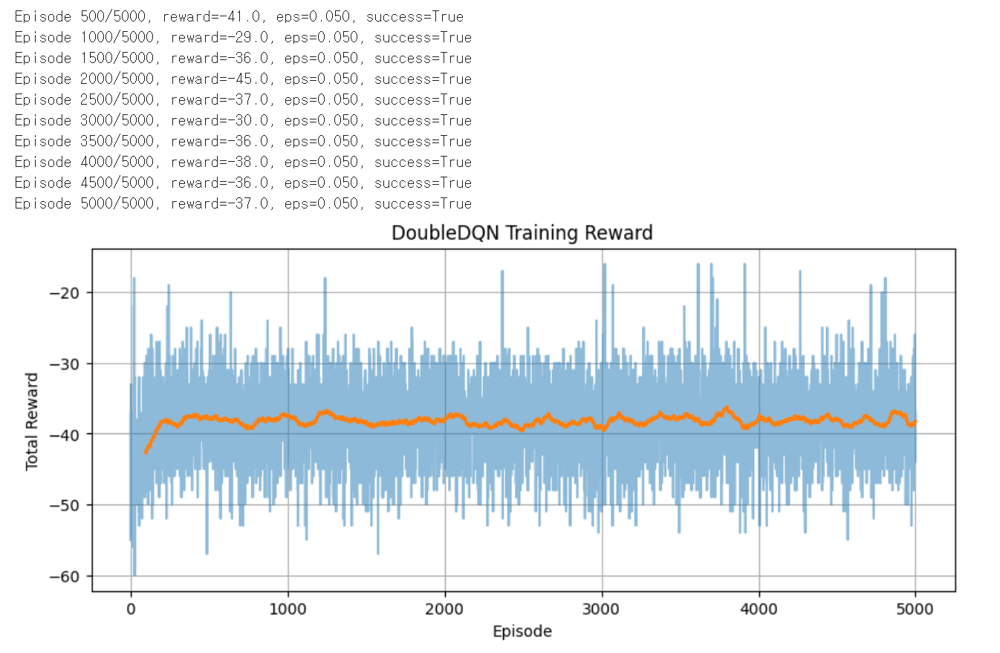 Episode 500/5000, reward=-41.0, eps=0.050, success=True
Episode 1000/5000, reward=-29.0, eps=0.050, success=True
Episode 1500/5000, reward=-36.0, eps=0.050, success=True
Episode 2000/5000, reward=-45.0, eps=0.050, success=True
Episode 2500/5000, reward=-37.0, eps=0.050, success=True
Episode 3000/5000, reward=-30.0, eps=0.050, success=True
Episode 3500/5000, reward=-36.0, eps=0.050, success=True
Episode 4000/5000, reward=-38.0, eps=0.050, success=True
Episode 4500/5000, reward=-36.0, eps=0.050, success=True
Episode 5000/5000, reward=-37.0, eps=0.050, success=True
DoubleDQN Training Reward
Total Reward
−20
−30
−40
−50
−60
0 1000 2000 3000 4000 5000
Episode